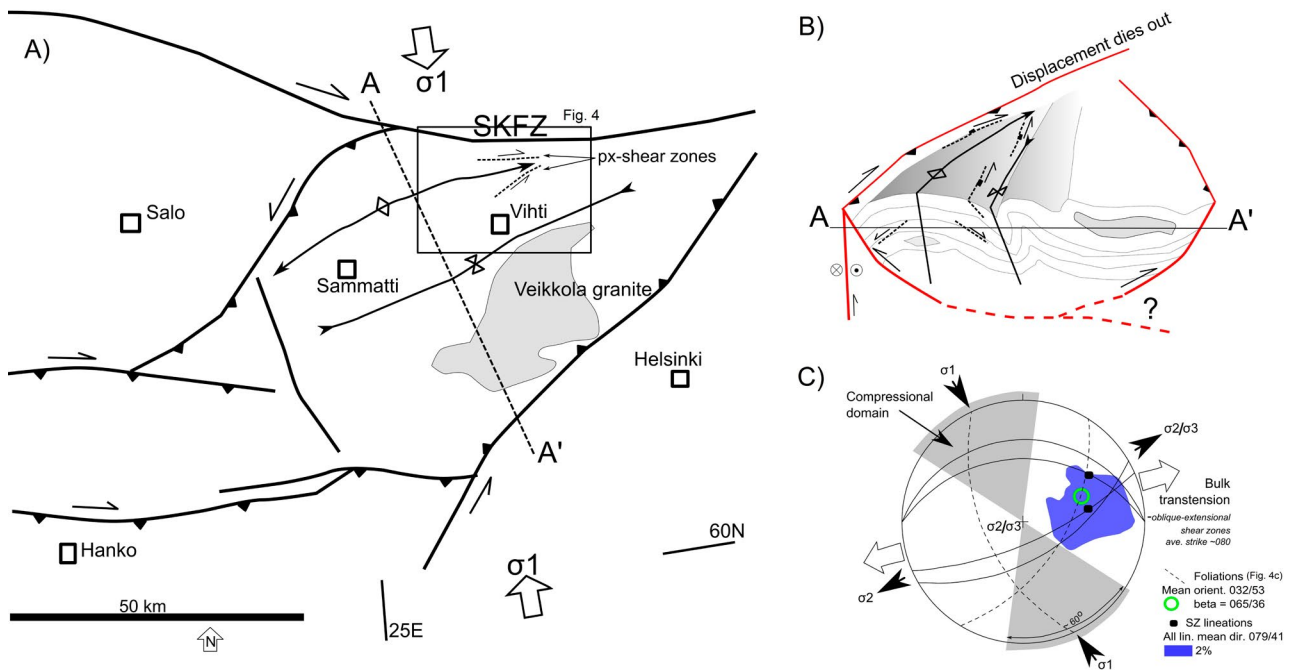 A)
σ1
A
SKFZ
Fig. 4
px-shear zones
Salo
Vihti
Sammatti
Veikkola granite
Helsinki
A'
Hanko
σ1
60N
50 km
N
25E
B)
Displacement dies out
A
A'
?
C)
σ1
Compressional
domain
σ2/σ3
Bulk
transtension
~oblique-extensional
shear zones
ave. strike ~080
σ2/σ3
σ2
~60°
σ1
Foliations (Fig. 4c)
Mean orient. 032/53
beta = 065/36
SZ lineations
All lin. mean dir. 079/41
2%